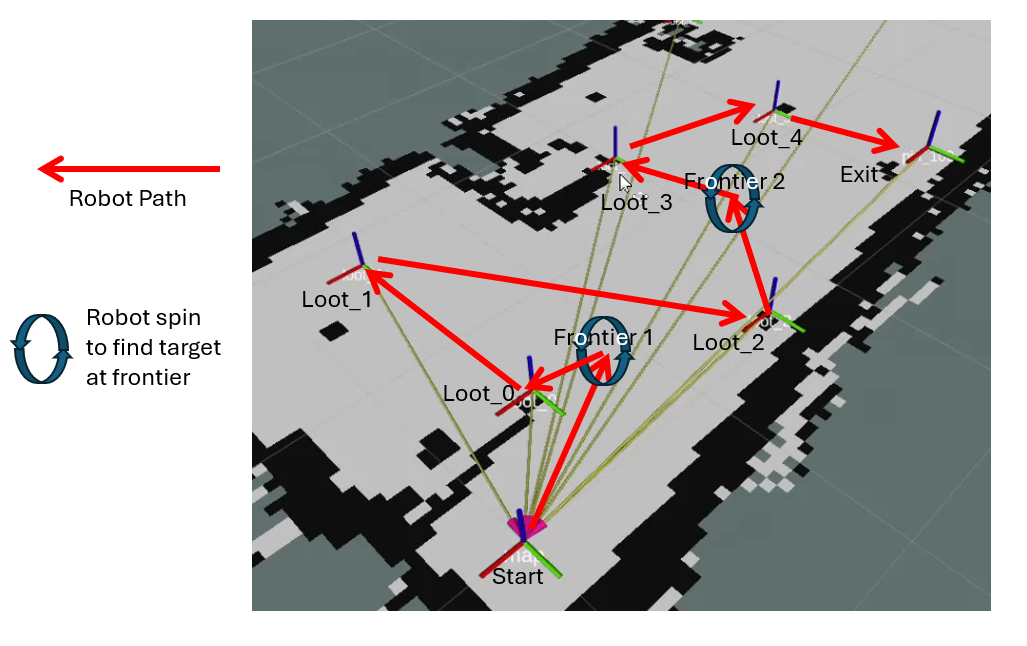 Robot Path
Robot spin
to find target
at frontier
Loot_4
Exit
Frontier 2
Loot_3
Loot_1
Frontier 1
Loot_2
Loot_0
map
Start